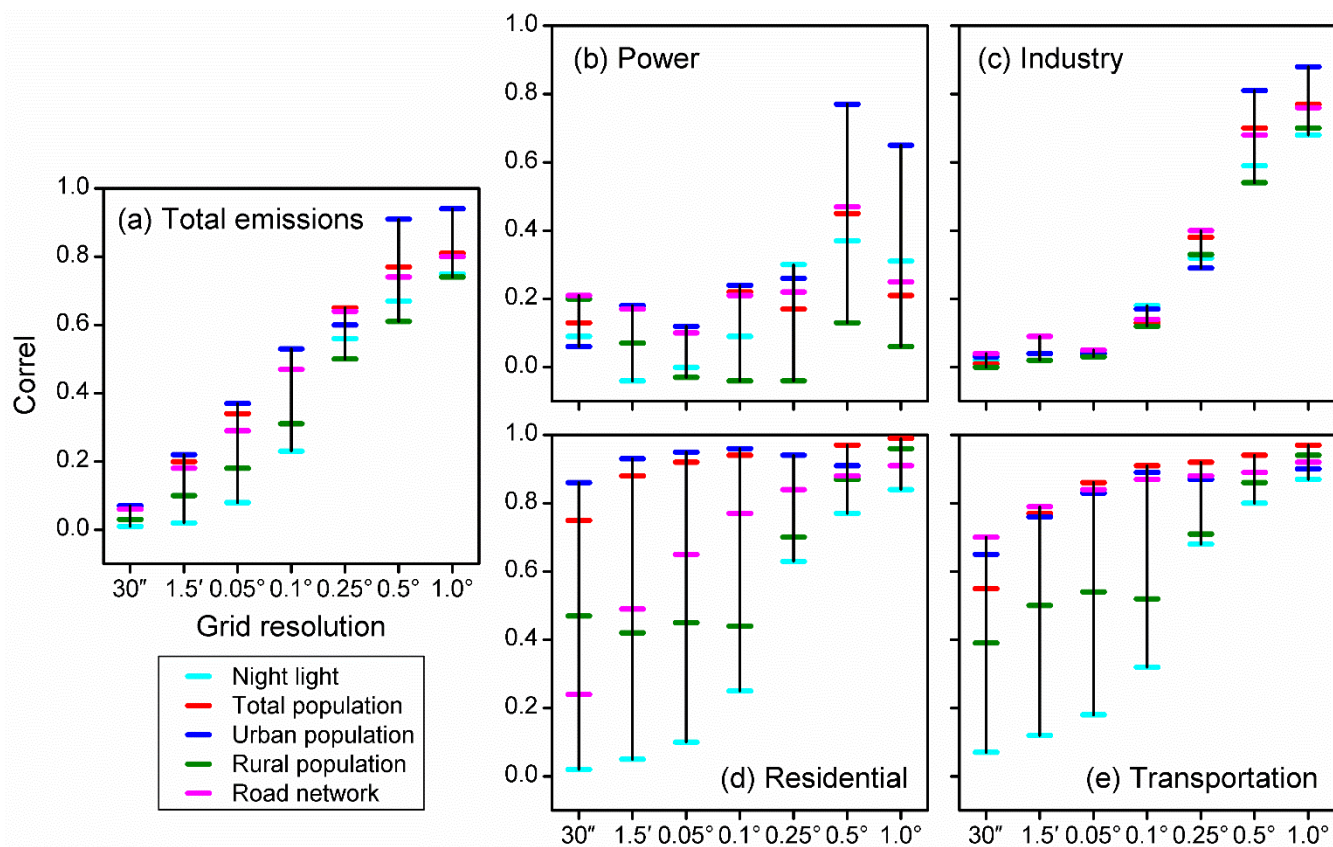 (a) Total emissions
1.0
0.8
0.6
0.4
0.2
0.0
Correl
30″ 1.5′ 0.05° 0.1° 0.25° 0.5° 1.0°
Grid resolution
Night light
Total population
Urban population
Rural population
Road network
(b) Power
1.0
0.8
0.6
0.4
0.2
0.0
(c) Industry
(d) Residential
1.0
0.8
0.6
0.4
0.2
0.0
30″ 1.5′ 0.05° 0.1° 0.25° 0.5° 1.0°
(e) Transportation
30″ 1.5′ 0.05° 0.1° 0.25° 0.5° 1.0°